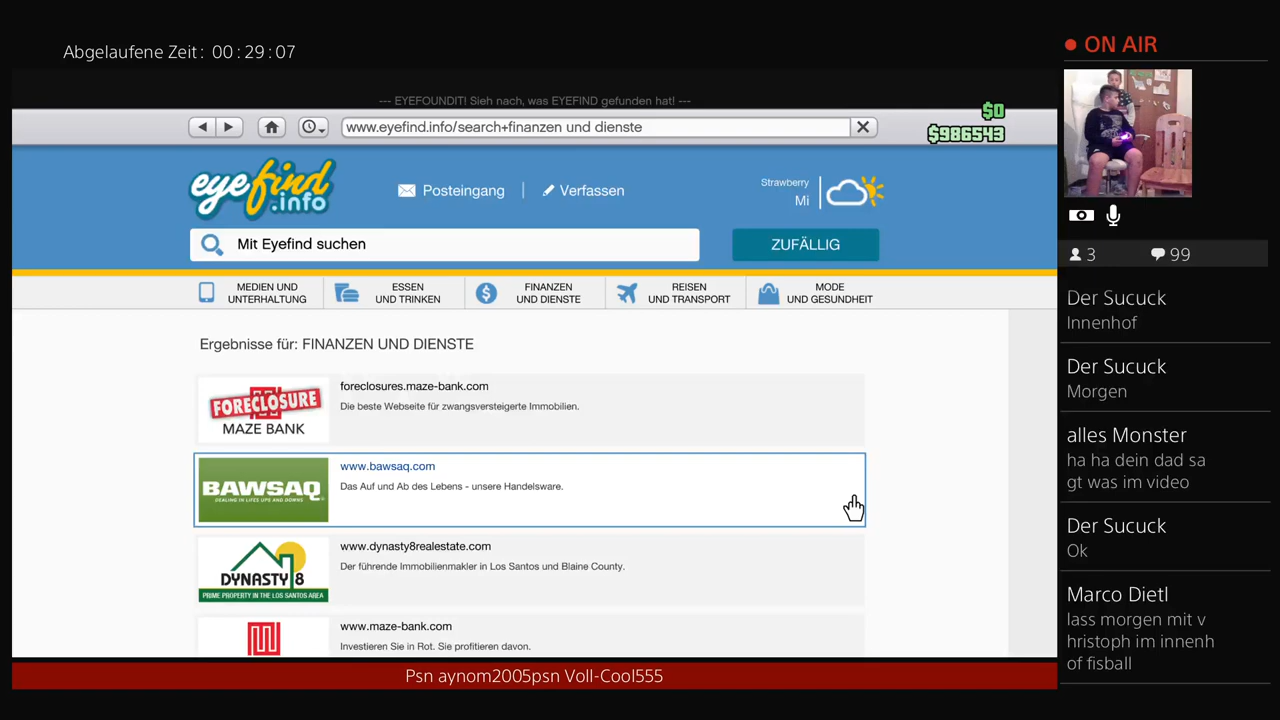 Abgelaufene Zeit: 00:29:07
ON AIR
--- EYEFOUNDIT! Sieh nach, was EYEFIND gefunden hat! ---
www.eyefind.info/search+finanzen und dienste
$0
$986543
eyefind
.info
Posteingang
Verfassen
Strawberry
Mi
Mit Eyefind suchen
ZUFÄLLIG
MEDIEN UND
UNTERHALTUNG
ESSEN
UND TRINKEN
FINANZEN
UND DIENSTE
REISEN
UND TRANSPORT
MODE
UND GESUNDHEIT
Ergebnisse für: FINANZEN UND DIENSTE
FORECLOSURE
MAZE BANK
foreclosures.maze-bank.com
Die beste Webseite für zwangsversteigerte Immobilien.
BAWSAQ
DEALING IN LIFE'S UPS AND DOWNS
www.bawsaq.com
Das Auf und Ab des Lebens - unsere Handelsware.
DYNASTY 8
PRIME PROPERTY IN THE LOS SANTOS AREA
www.dynasty8realestate.com
Der führende Immobilienmakler in Los Santos und Blaine County.
www.maze-bank.com
Investieren Sie in Rot. Sie profitieren davon.
Psn aynom2005psn Voll-Cool555
3
99
Der Sucuck
Innenhof
Der Sucuck
Morgen
alles Monster
ha ha dein dad sa
gt was im video
Der Sucuck
Ok
Marco Dietl
lass morgen mit v
hristoph im innenh
of fisball